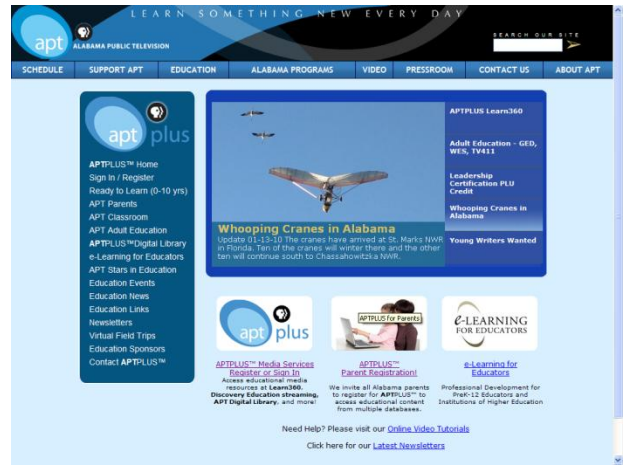 LEARN SOMETHING NEW EVERY DAY
apt ALABAMA PUBLIC TELEVISION
SEARCH OUR SITE
SCHEDULE SUPPORT APT EDUCATION ALABAMA PROGRAMS VIDEO PRESSROOM CONTACT US ABOUT APT
apt plus
APTPLUS™ Home
Sign In / Register
Ready to Learn (0-10 yrs)
APT Parents
APT Classroom
APT Adult Education
APTPLUS™Digital Library
e-Learning for Educators
APT Stars in Education
Education Events
Education News
Education Links
Newsletters
Virtual Field Trips
Education Sponsors
Contact APTPLUS™
Whooping Cranes in Alabama
Update 01-13-10 The cranes have arrived at St. Marks NWR
in Florida. Ten of the cranes will winter there and the other
ten will continue south to Chassahowitzka NWR.
APTPLUS Learn360
Adult Education - GED,
WES, TV411
Leadership
Certification PLU
Credit
Whooping Cranes in
Alabama
Young Writers Wanted
apt plus
APTPLUS™ Media Services
Register or Sign In
Access educational media
resources at Learn360,
Discovery Education streaming,
APT Digital Library, and more!
APTPLUS for Parents
APTPLUS™
Parent Registration!
We invite all Alabama parents
to register for APTPLUS™ to
access educational content
from multiple databases.
e-LEARNING
FOR EDUCATORS
e-Learning for
Educators
Professional Development for
PreK-12 Educators and
Institutions of Higher Education
Need Help? Please visit our Online Video Tutorials
Click here for our Latest Newsletters